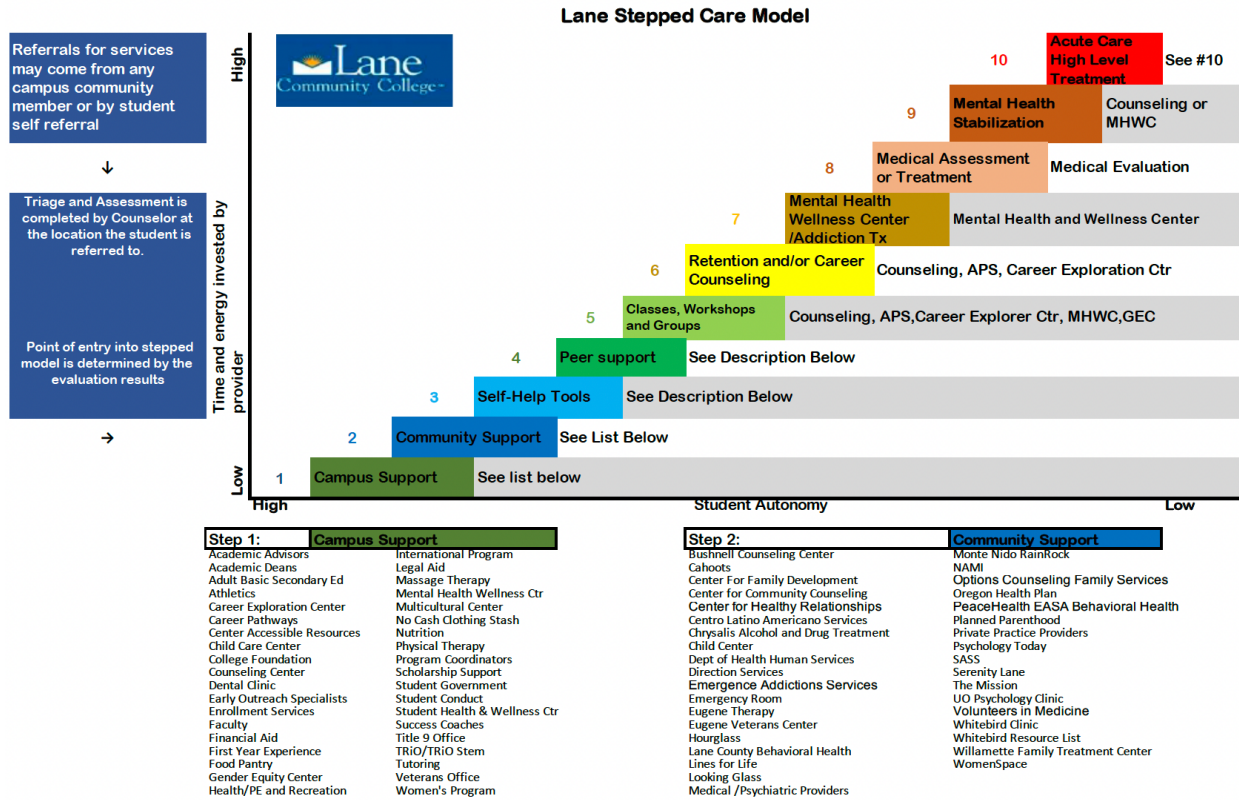 Lane Stepped Care Model
Referrals for services
may come from any
campus community
member or by student
self referral
↓
Triage and Assessment is
completed by Counselor at
the location the student is
referred to.
Point of entry into stepped
model is determined by the
evaluation results
→
Time and energy invested by
provider
High
Low
Lane
Community College
10
Acute Care
High Level
Treatment
See #10
9
Mental Health
Stabilization
Counseling or
MHWC
8
Medical Assessment
or Treatment
Medical Evaluation
7
Mental Health
Wellness Center
/Addiction Tx
Mental Health and Wellness Center
6
Retention and/or Career
Counseling
Counseling, APS, Career Exploration Ctr
5
Classes, Workshops
and Groups
Counseling, APS,Career Explorer Ctr, MHWC,GEC
4
Peer support
See Description Below
3
Self-Help Tools
See Description Below
2
Community Support
See List Below
1
Campus Support
See list below
High
Student Autonomy
Low
Step 1:
Campus Support
Academic Advisors
Academic Deans
Adult Basic Secondary Ed
Athletics
Career Exploration Center
Career Pathways
Center Accessible Resources
Child Care Center
College Foundation
Counseling Center
Dental Clinic
Early Outreach Specialists
Enrollment Services
Faculty
Financial Aid
First Year Experience
Food Pantry
Gender Equity Center
Health/PE and Recreation
International Program
Legal Aid
Massage Therapy
Mental Health Wellness Ctr
Multicultural Center
No Cash Clothing Stash
Nutrition
Physical Therapy
Program Coordinators
Scholarship Support
Student Government
Student Conduct
Student Health & Wellness Ctr
Success Coaches
Title 9 Office
TRiO/TRiO Stem
Tutoring
Veterans Office
Women's Program
Step 2:
Community Support
Bushnell Counseling Center
Cahoots
Center For Family Development
Center for Community Counseling
Center for Healthy Relationships
Centro Latino Americano Services
Chrysalis Alcohol and Drug Treatment
Child Center
Dept of Health Human Services
Direction Services
Emergence Addictions Services
Emergency Room
Eugene Therapy
Eugene Veterans Center
Hourglass
Lane County Behavioral Health
Lines for Life
Looking Glass
Medical /Psychiatric Providers
Monte Nido RainRock
NAMI
Options Counseling Family Services
Oregon Health Plan
PeaceHealth EASA Behavioral Health
Planned Parenthood
Private Practice Providers
Psychology Today
SASS
Serenity Lane
The Mission
UO Psychology Clinic
Volunteers in Medicine
Whitebird Clinic
Whitebird Resource List
Willamette Family Treatment Center
WomenSpace